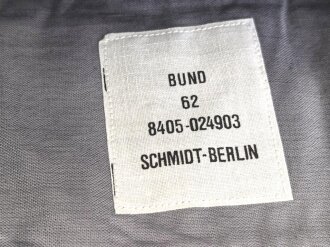 BUND
62
8405-024903
SCHMIDT-BERLIN